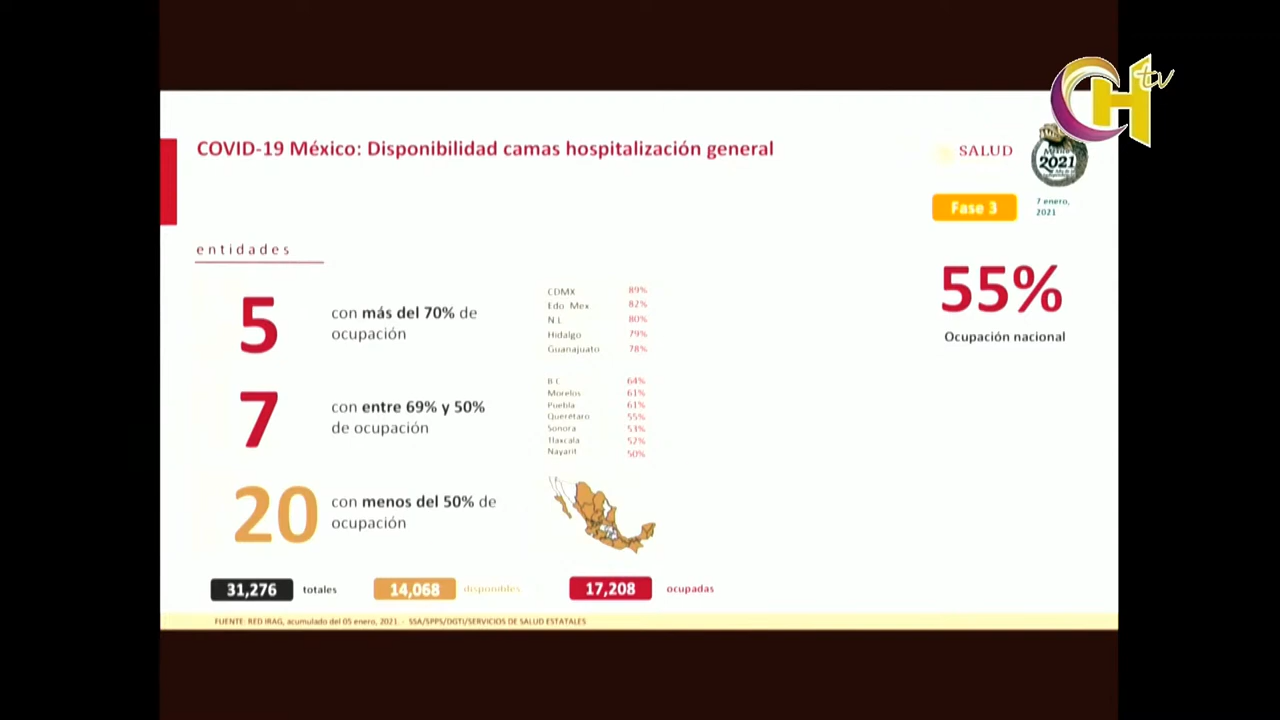 CH tv
COVID-19 México: Disponibilidad camas hospitalización general
SALUD
2021
Fase 3
7 enero,
2021
entidades
55%
Ocupación nacional
5
con más del 70% de
ocupación
CDMX 89%
Edo. Mex. 82%
N.L 80%
Hidalgo 79%
Guanajuato 78%
7
con entre 69% y 50%
de ocupación
B.C. 64%
Morelos 61%
Puebla 61%
Querétaro 55%
Sonora 53%
Tlaxcala 52%
Nayarit 50%
20
con menos del 50% de
ocupación
31,276 totales 14,068 disponibles 17,208 ocupadas
FUENTE: RED IRAG, acumulado del 05 enero, 2021 - SSA/SPPS/DGTI/SERVICIOS DE SALUD ESTATALES